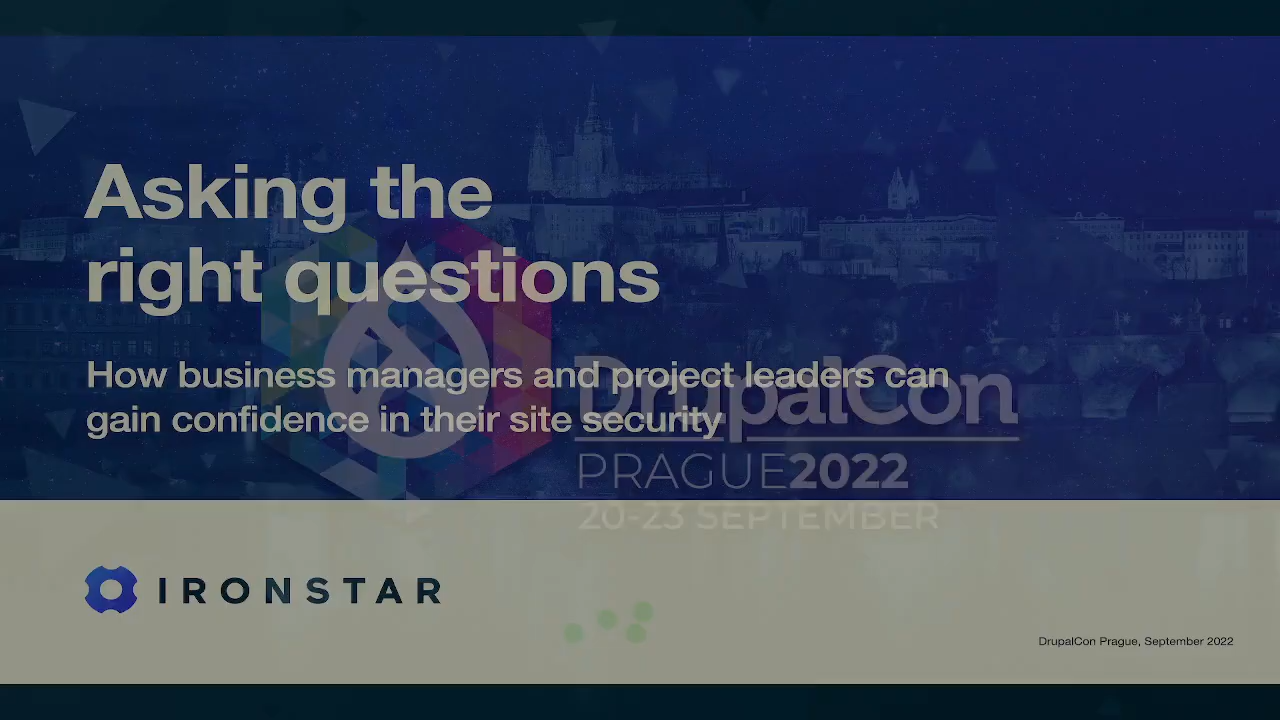 Asking the
right questions
How business managers and project leaders can
gain confidence in their site security
DrupalCon
PRAGUE2022
20-23 SEPTEMBER
IRONSTAR
DrupalCon Prague, September 2022